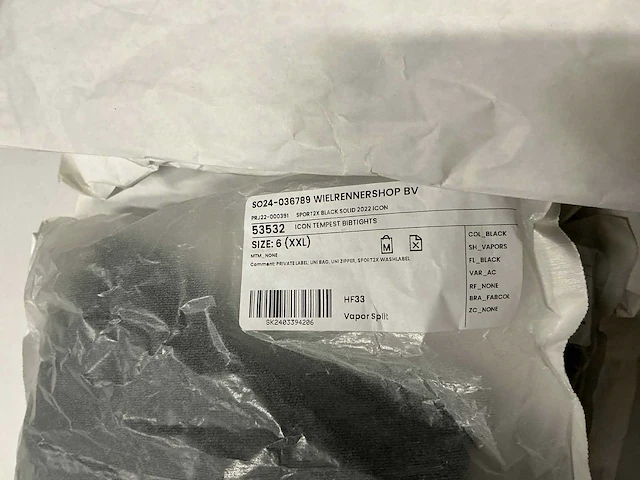 SO24-036789 WIELRENNERSHOP BV
PRJ22-000391 SPORT2X BLACK SOLID 2022 ICON
53532 ICON TEMPEST BIBTIGHTS
SIZE: 6 (XXL)
M X
MTM_NONE
Comment: PRIVATE LABEL; UNI BAG, UNI ZIPPER, SPORT2X WASHLABEL
COL_BLACK
SH_VAPORS
FL_BLACK
VAR_AC
RF_NONE
BRA_FABCOK
ZC_NONE
HF33
Vapor Split
SK2403394206